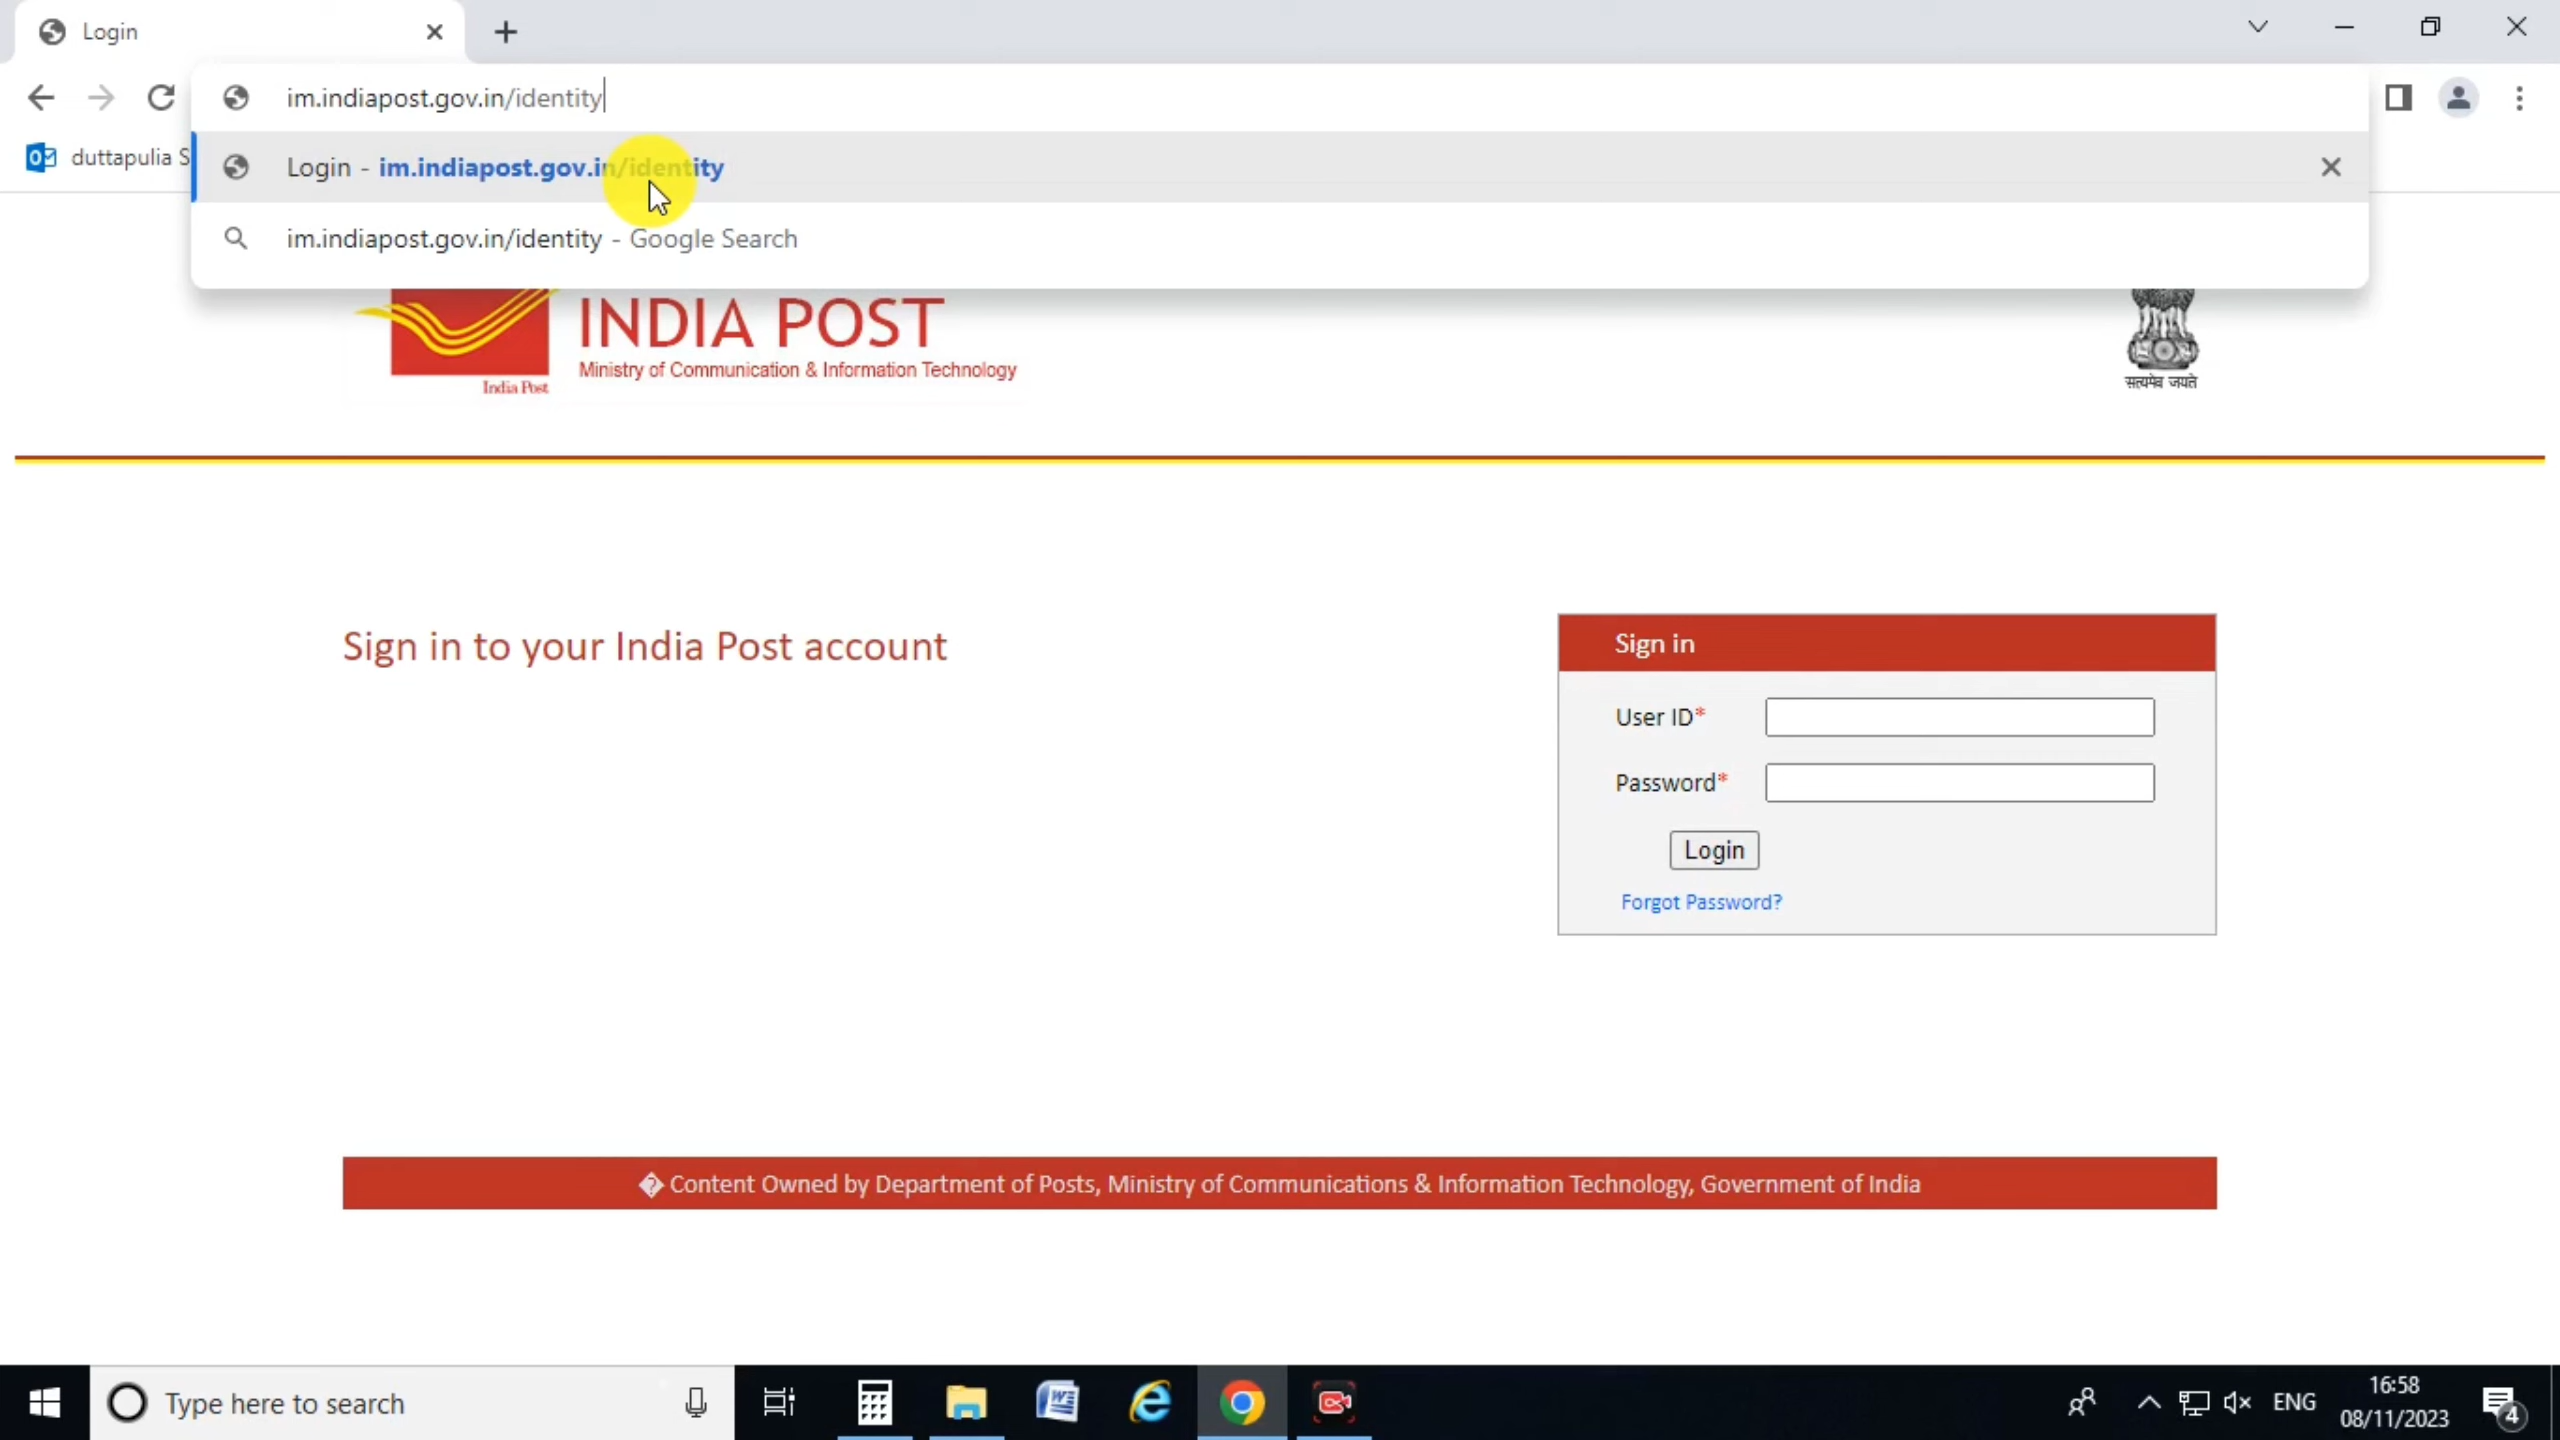 Login
im.indiapost.gov.in/identity
duttapulia S
Login - im.indiapost.gov.in/identity
im.indiapost.gov.in/identity - Google Search
INDIA POST
Ministry of Communication & Information Technology
India Post
सत्यमेव जयते
Sign in to your India Post account
Sign in
User ID*
Password*
Login
Forgot Password?
� Content Owned by Department of Posts, Ministry of Communications & Information Technology, Government of India
Type here to search
ENG
16:58
08/11/2023
4